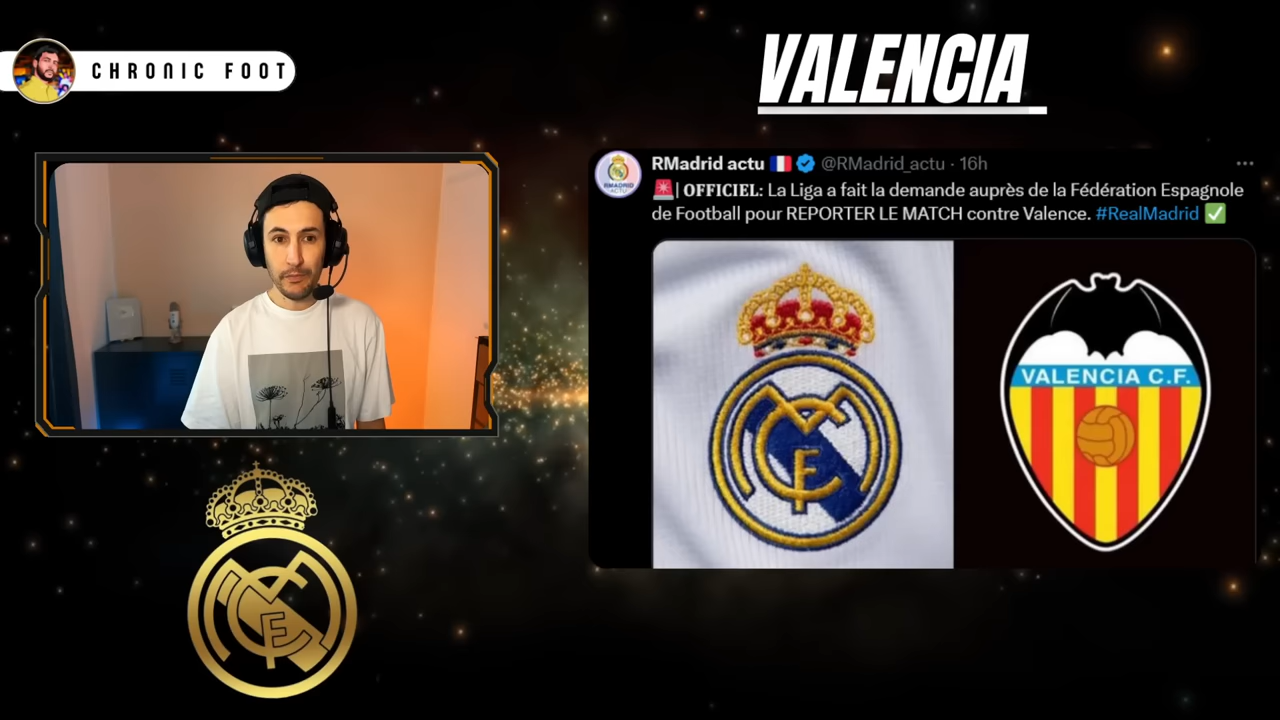 CHRONIC FOOT
VALENCIA
RMadrid actu @RMadrid_actu · 16h
🚨| OFFICIEL: La Liga a fait la demande auprès de la Fédération Espagnole
de Football pour REPORTER LE MATCH contre Valence. #RealMadrid ✅
VALENCIA C.F.